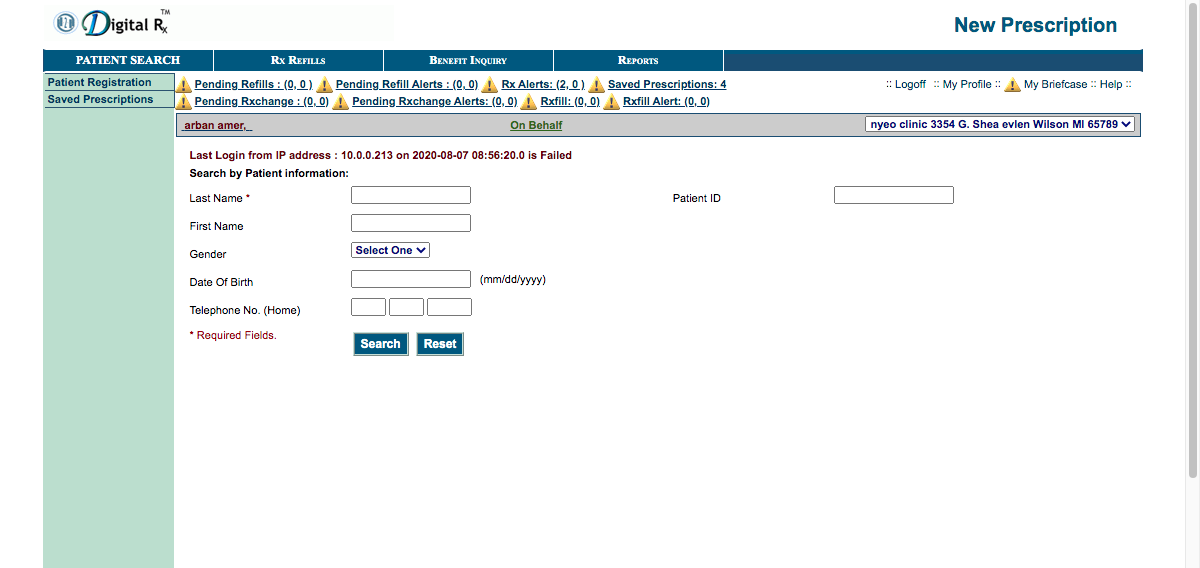 Digital Rx TM
New Prescription
PATIENT SEARCH RX REFILLS BENEFIT INQUIRY REPORTS
Patient Registration
Saved Prescriptions
Pending Refills : (0, 0 ) Pending Refill Alerts : (0, 0) Rx Alerts: (2, 0 ) Saved Prescriptions: 4
:: Logoff :: My Profile :: My Briefcase :: Help ::
Pending Rxchange : (0, 0) Pending Rxchange Alerts: (0, 0) Rxfill: (0, 0) Rxfill Alert: (0, 0)
arban amer, On Behalf nyeo clinic 3354 G. Shea evlen Wilson MI 65789
Last Login from IP address : 10.0.0.213 on 2020-08-07 08:56:20.0 is Failed
Search by Patient information:
Last Name * Patient ID
First Name
Gender Select One
Date Of Birth (mm/dd/yyyy)
Telephone No. (Home)
* Required Fields.
Search Reset